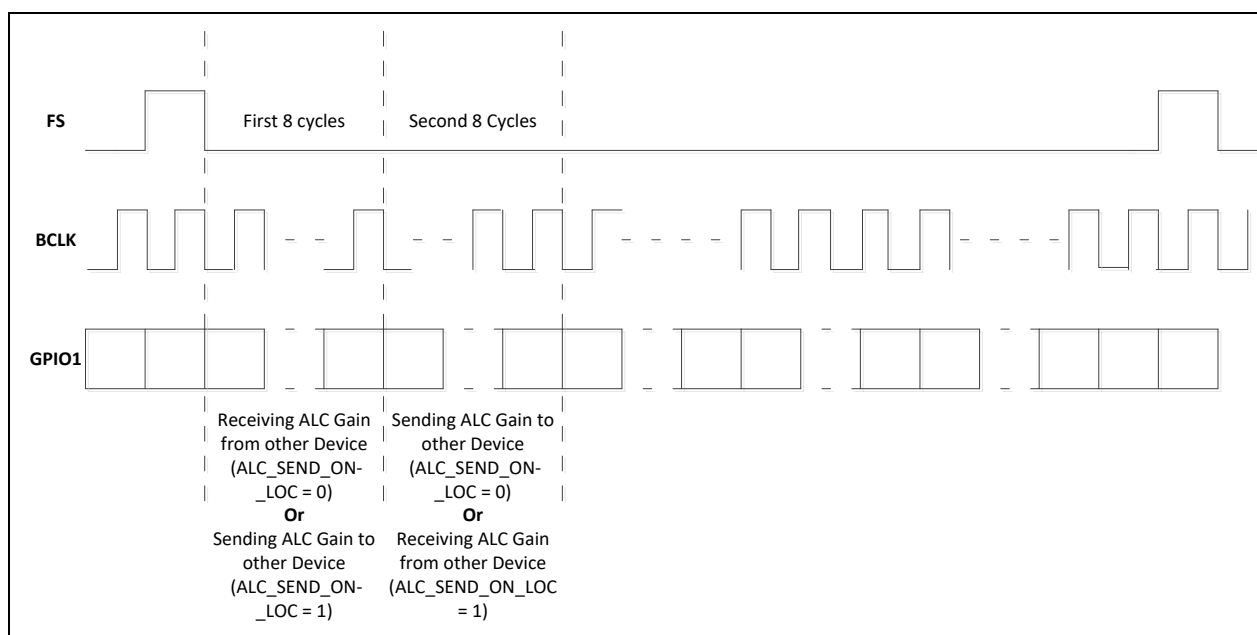 FS
First 8 cycles
Second 8 Cycles
BCLK
GPIO1
Receiving ALC Gain
from other Device
(ALC_SEND_ON-
_LOC = 0)
Or
Sending ALC Gain to
other Device
(ALC_SEND_ON-
_LOC = 1)
Sending ALC Gain to
other Device
(ALC_SEND_ON-
_LOC = 0)
Or
Receiving ALC Gain
from other Device
(ALC_SEND_ON_LOC
= 1)